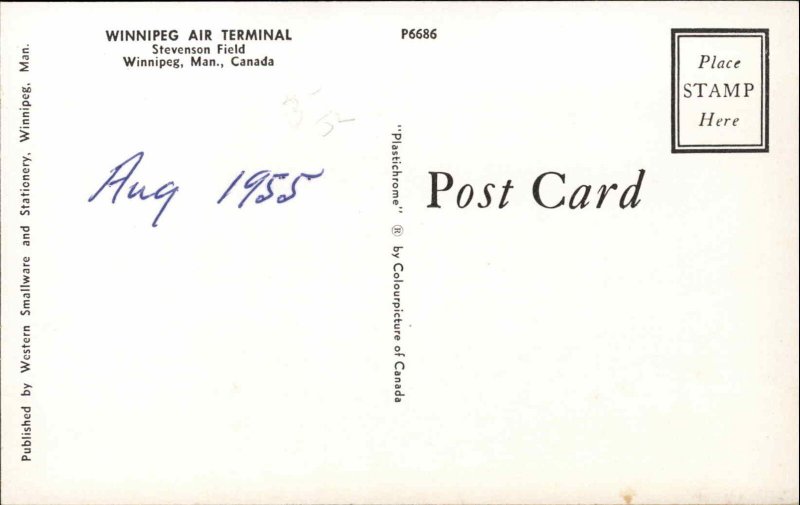 WINNIPEG AIR TERMINAL
Stevenson Field
Winnipeg, Man., Canada
P6686
Place
STAMP
Here
Aug 1955
Post Card
"Plastichrome" ® by Colourpicture of Canada
Published by Western Smallware and Stationery, Winnipeg, Man.